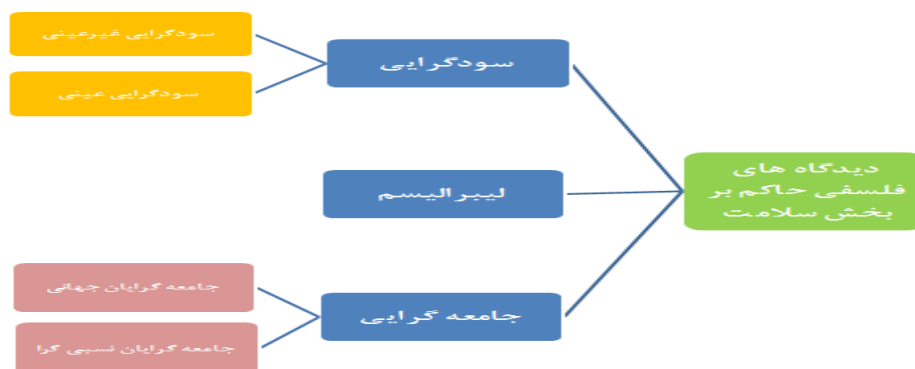 دیدگاه های
فلسفی حاکم بر
بخش سلامت
سودگرایی
سودگرایی غیرعینی
سودگرایی عینی
لیبرالیسم
جامعه گرایی
جامعه گرایان جهانی
جامعه گرایان نسبی گرا